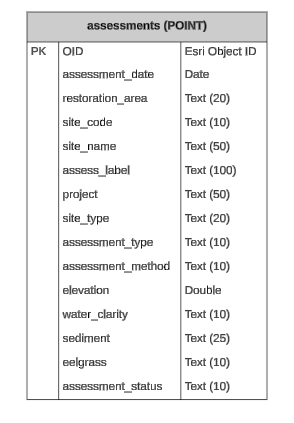 assessments (POINT)
PK OID Esri Object ID
assessment_date Date
restoration_area Text (20)
site_code Text (10)
site_name Text (50)
assess_label Text (100)
project Text (50)
site_type Text (20)
assessment_type Text (10)
assessment_method Text (10)
elevation Double
water_clarity Text (10)
sediment Text (25)
eelgrass Text (10)
assessment_status Text (10)